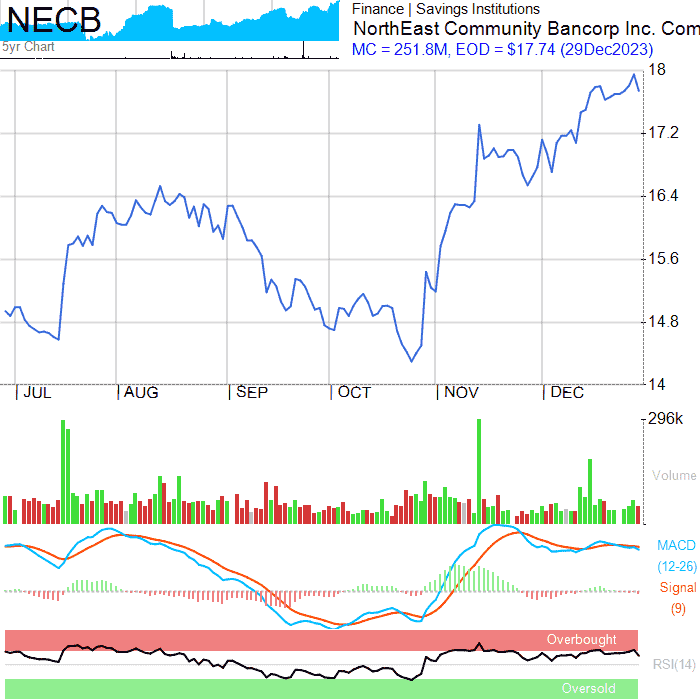 NECB
5yr Chart
Finance | Savings Institutions
NorthEast Community Bancorp Inc. Com
MC = 251.8M, EOD = $17.74 (29Dec2023)
18
17.2
16.4
15.6
14.8
14
JUL AUG SEP OCT NOV DEC
296k
Volume
MACD
(12-26)
Signal
(9)
Overbought
RSI(14)
Oversold